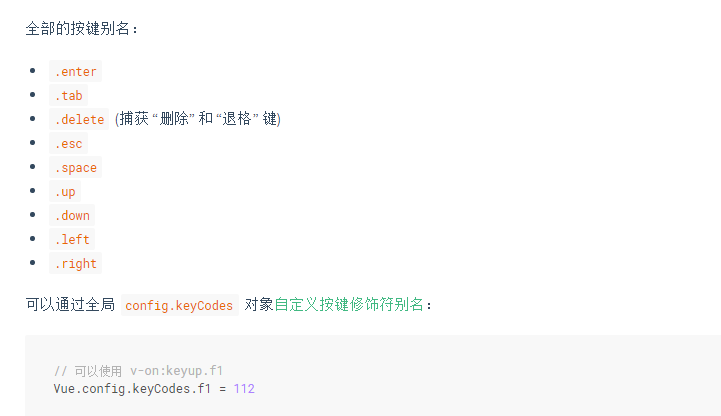 全部的按键别名：
.enter
.tab
.delete (捕获 “删除” 和 “退格” 键)
.esc
.space
.up
.down
.left
.right
可以通过全局 config.keyCodes 对象自定义按键修饰符别名：
// 可以使用 v-on:keyup.f1
Vue.config.keyCodes.f1 = 112